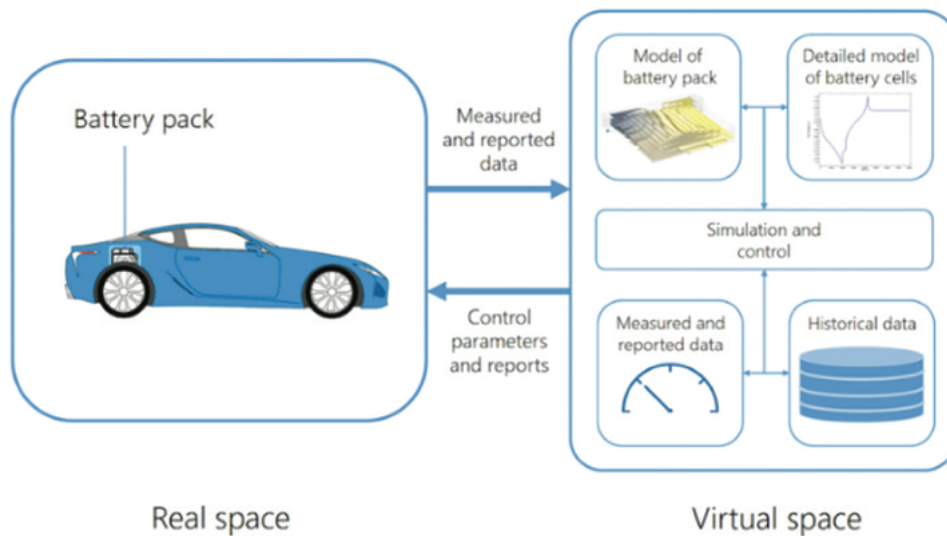 Battery pack
Measured
and reported
data
Control
parameters
and reports
Model of
battery pack
Detailed model
of battery cells
Simulation and
control
Measured and
reported data
Historical data
Real space
Virtual space